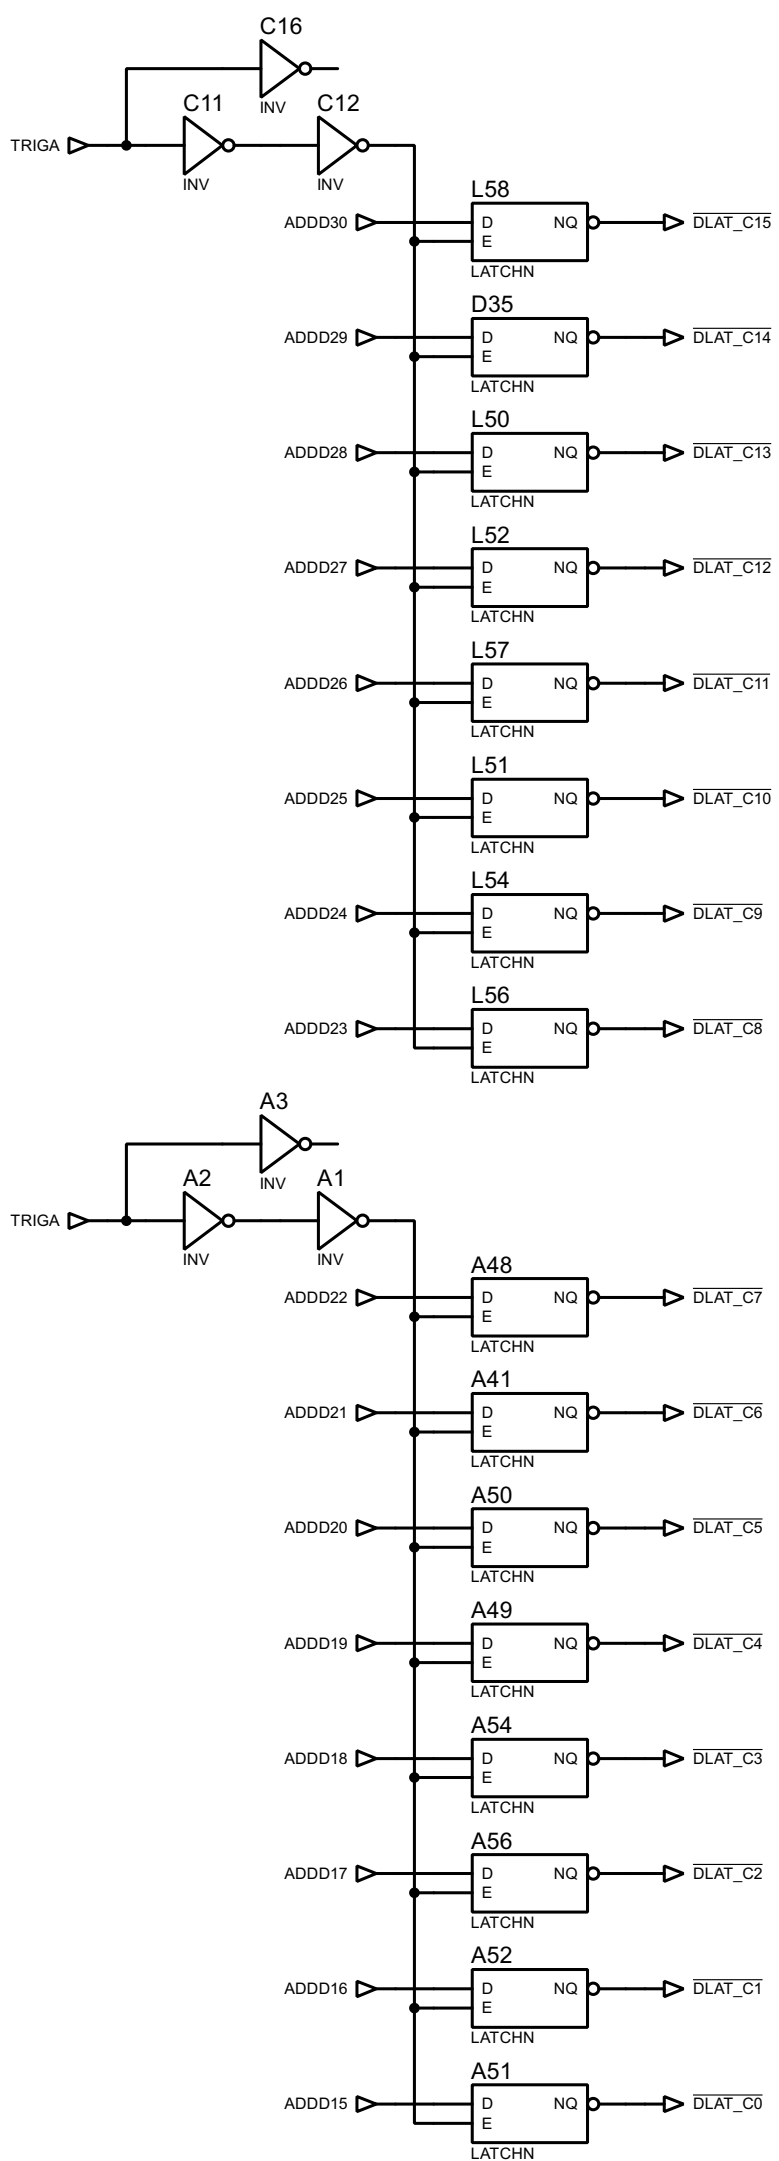 C16
INV
C11
C12
TRIGA
INV
INV
L58
ADDD30 D NQ DLAT_C15
E
LATCHN
D35
ADDD29 D NQ DLAT_C14
E
LATCHN
L50
ADDD28 D NQ DLAT_C13
E
LATCHN
L52
ADDD27 D NQ DLAT_C12
E
LATCHN
L57
ADDD26 D NQ DLAT_C11
E
LATCHN
L51
ADDD25 D NQ DLAT_C10
E
LATCHN
L54
ADDD24 D NQ DLAT_C9
E
LATCHN
L56
ADDD23 D NQ DLAT_C8
E
LATCHN
A3
INV
A2
A1
TRIGA
INV
INV
A48
ADDD22 D NQ DLAT_C7
E
LATCHN
A41
ADDD21 D NQ DLAT_C6
E
LATCHN
A50
ADDD20 D NQ DLAT_C5
E
LATCHN
A49
ADDD19 D NQ DLAT_C4
E
LATCHN
A54
ADDD18 D NQ DLAT_C3
E
LATCHN
A56
ADDD17 D NQ DLAT_C2
E
LATCHN
A52
ADDD16 D NQ DLAT_C1
E
LATCHN
A51
ADDD15 D NQ DLAT_C0
E
LATCHN